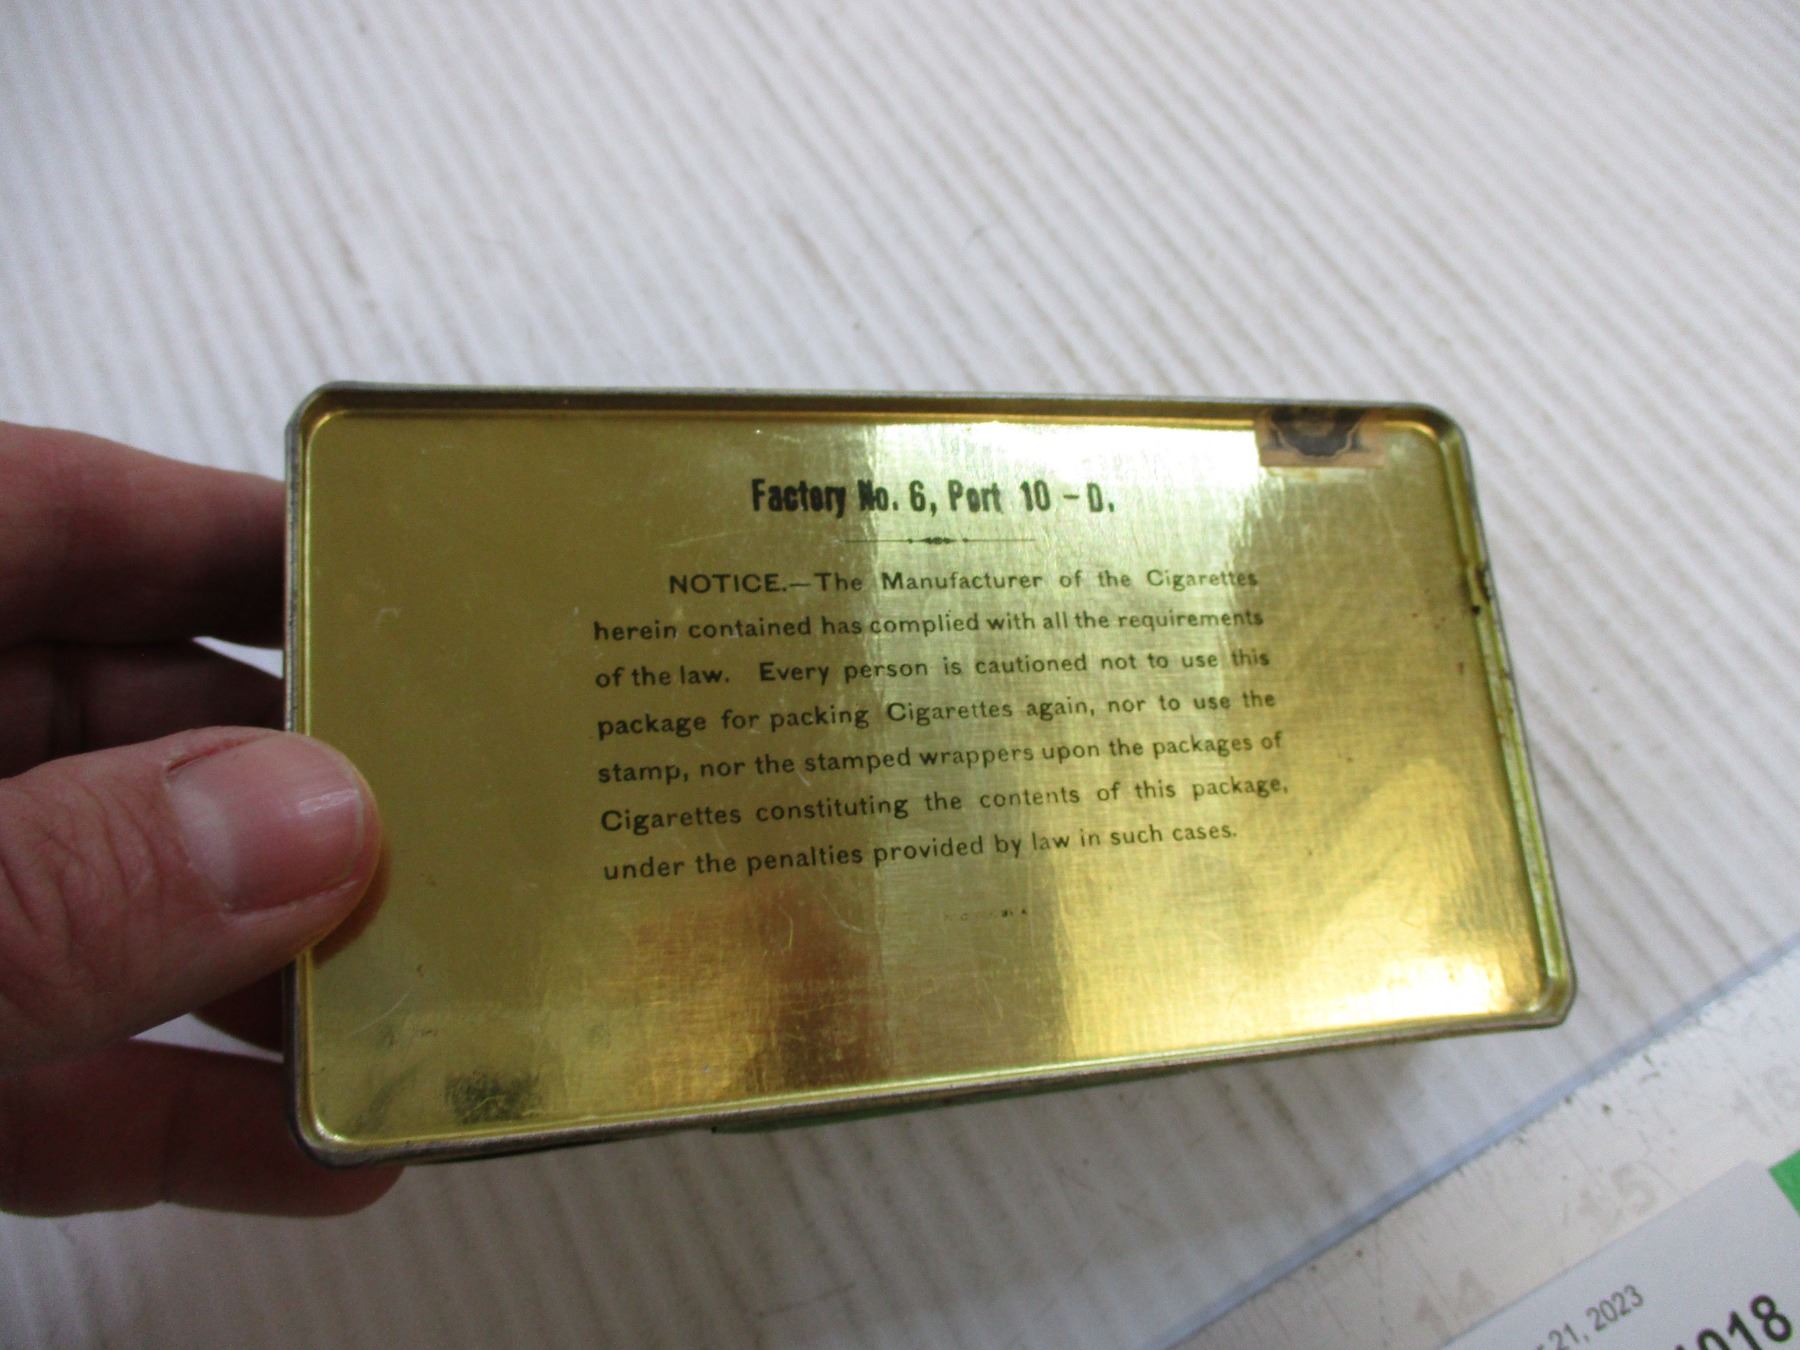 Factory No. 6, Port 10 - D.
NOTICE.—The Manufacturer of the Cigarettes
herein contained has complied with all the requirements
of the law. Every person is cautioned not to use this
package for packing Cigarettes again, nor to use the
stamp, nor the stamped wrappers upon the packages of
Cigarettes constituting the contents of this package,
under the penalties provided by law in such cases.
15
14
21, 2023
1018